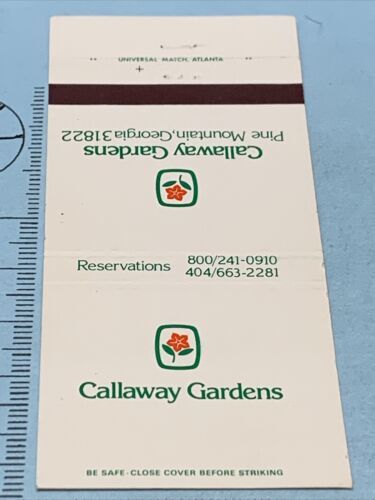 UNIVERSAL MATCH, ATLANTA
Callaway Gardens
Pine Mountain, Georgia 31822
Reservations 800/241-0910
404/663-2281
Callaway Gardens
BE SAFE - CLOSE COVER BEFORE STRIKING